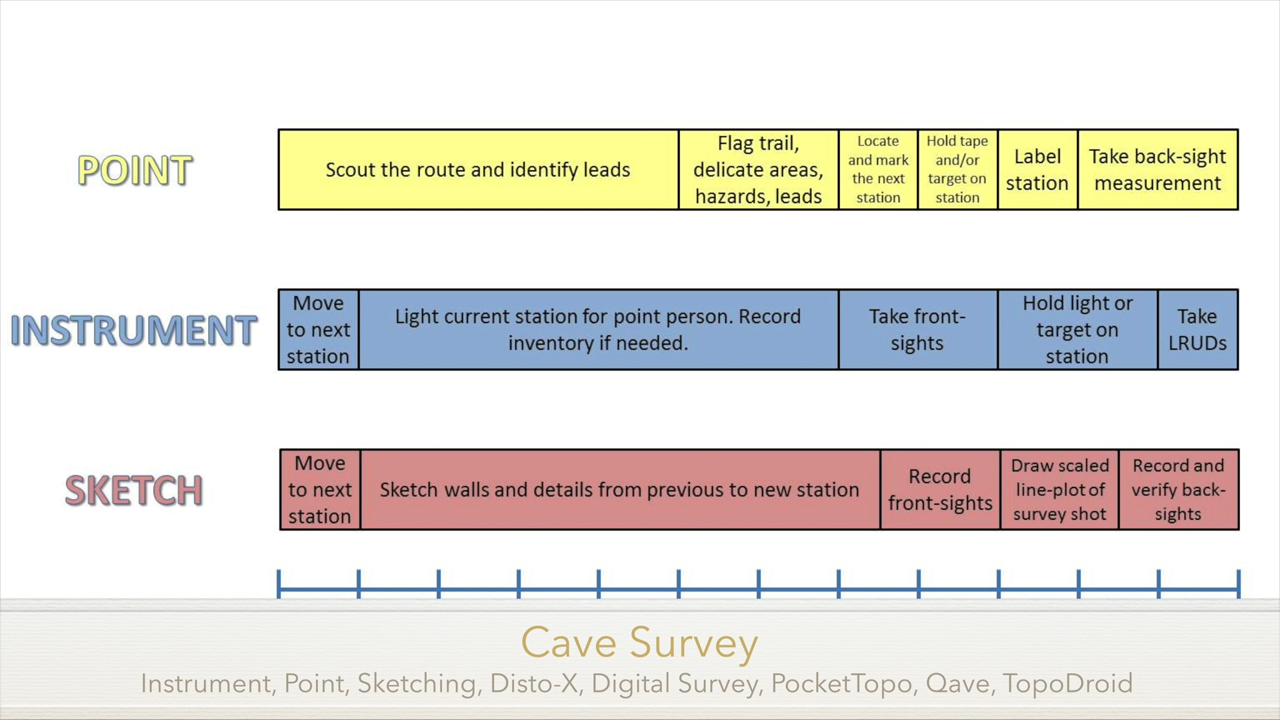 POINT
Scout the route and identify leads
Flag trail,
delicate areas,
hazards, leads
Locate
and mark
the next
station
Hold tape
and/or
target on
station
Label
station
Take back-sight
measurement
INSTRUMENT
Move
to next
station
Light current station for point person. Record
inventory if needed.
Take front-
sights
Hold light or
target on
station
Take
LRUDs
SKETCH
Move
to next
station
Sketch walls and details from previous to new station
Record
front-sights
Draw scaled
line-plot of
survey shot
Record and
verify back-
sights
Cave Survey
Instrument, Point, Sketching, Disto-X, Digital Survey, PocketTopo, Qave, TopoDroid